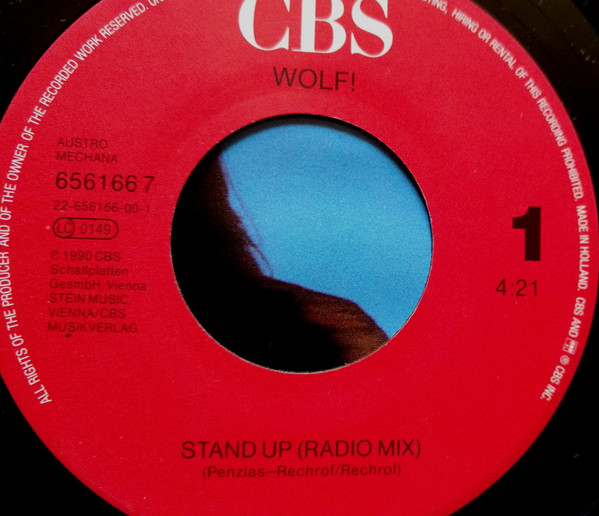 CBS
WOLF!
AUSTRO
MECHANA
656166 7
22-656166-00-1
LC 0149
© 1990 CBS
Schallplatten
GesmbH, Vienna
STEIN MUSIC,
VIENNA/CBS
MUSIKVERLAG
1
4:21
STAND UP (RADIO MIX)
(Penzias—Rechrof/Rechrof)
ALL RIGHTS OF THE PRODUCER AND OF THE OWNER OF THE RECORDED WORK RESERVED.
HIRING OR RENTAL OF THIS RECORDING PROHIBITED. MADE IN HOLLAND. CBS AND ℗ CBS INC.